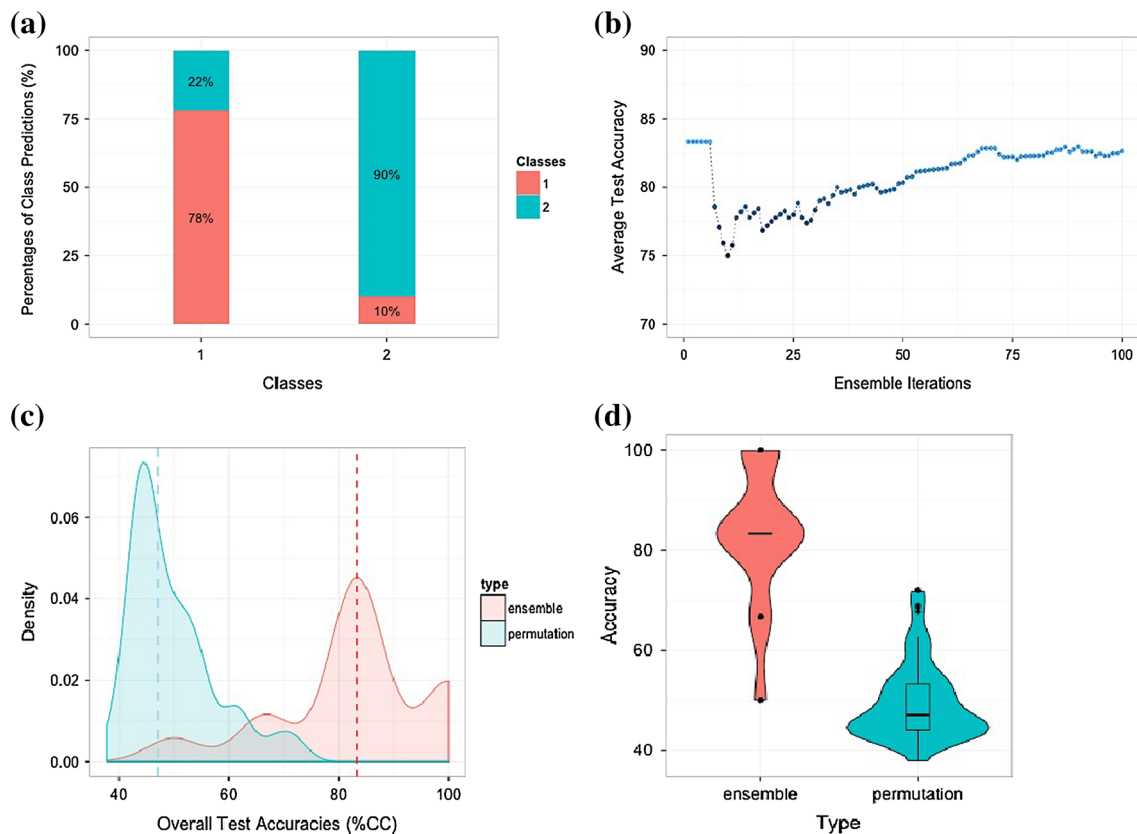 (a)
Percentages of Class Predictions (%)
100
75
50
25
0
22%
78%
90%
10%
1
2
Classes
Classes
1
2
(b)
Average Test Accuracy
90
85
80
75
70
0
25
50
75
100
Ensemble Iterations
(c)
Density
0.06
0.04
0.02
0.00
40
60
80
100
Overall Test Accuracies (%CC)
type
ensemble
permutation
(d)
Accuracy
100
80
60
40
ensemble
permutation
Type